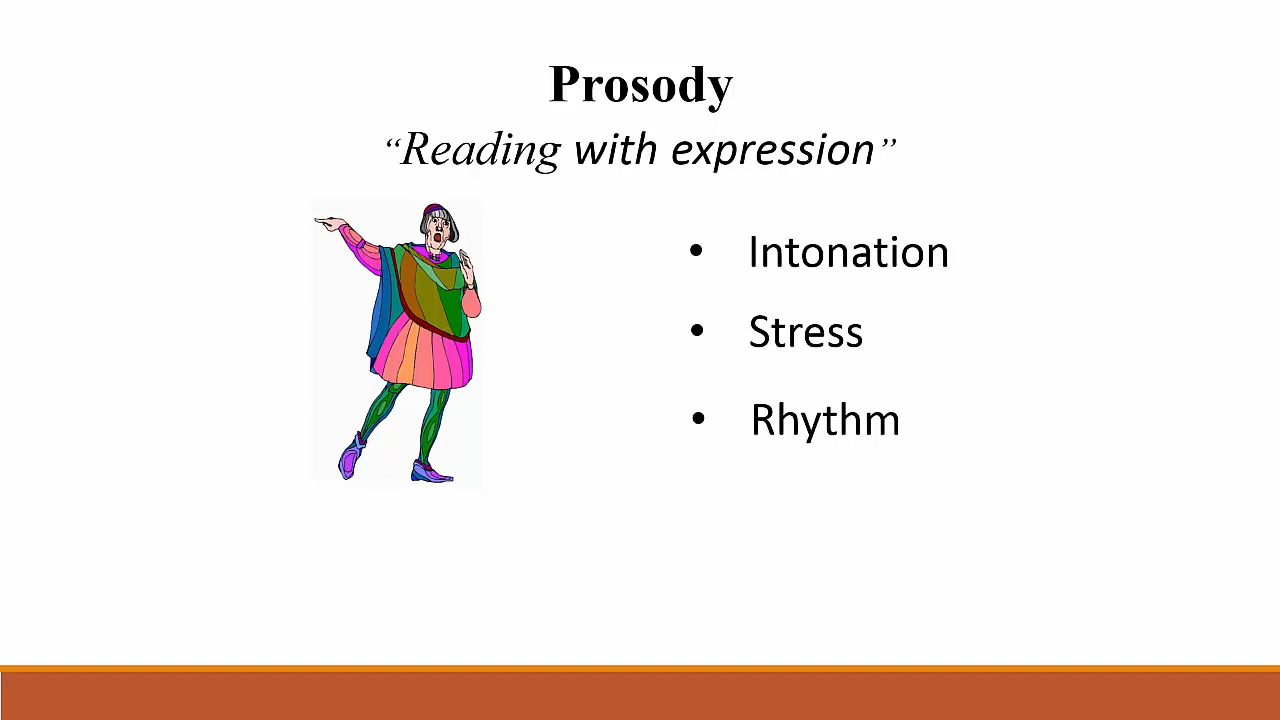 Prosody
“Reading with expression”
• Intonation
• Stress
• Rhythm